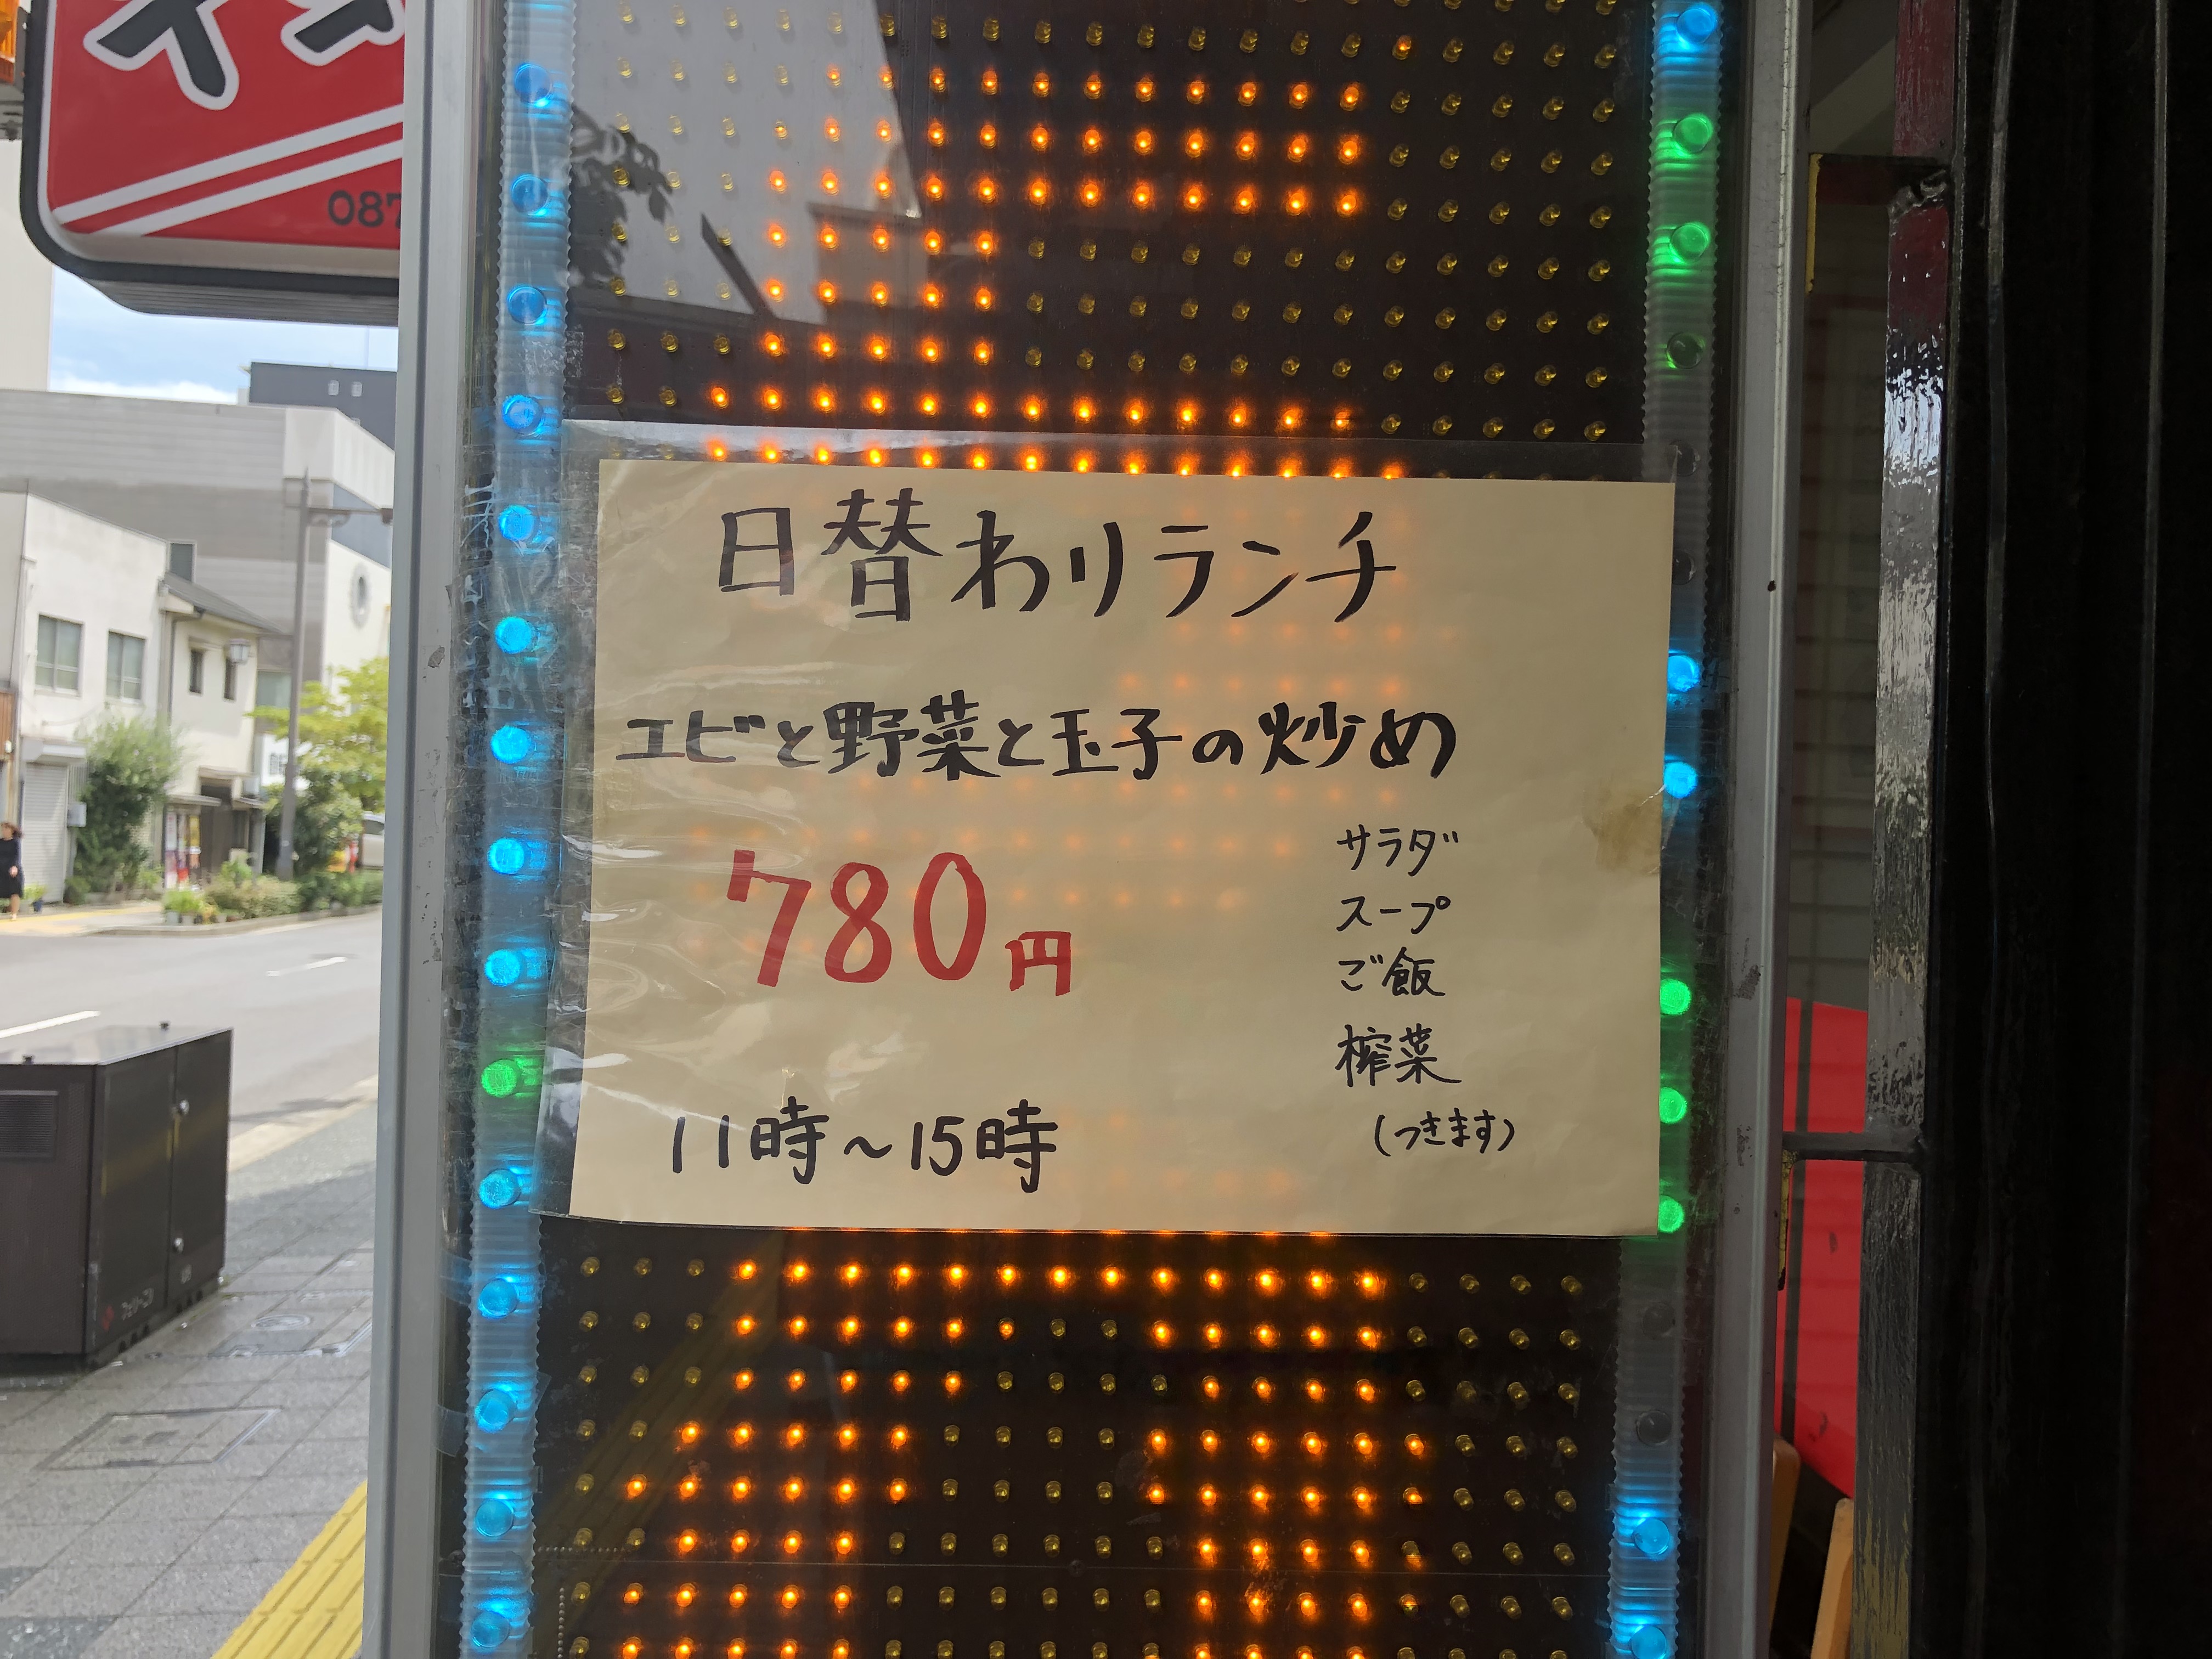 087
日替わりランチ
エビと野菜と玉子の炒め
780円
サラダ
スープ
ご飯
榨菜
(つきます)
11時～15時